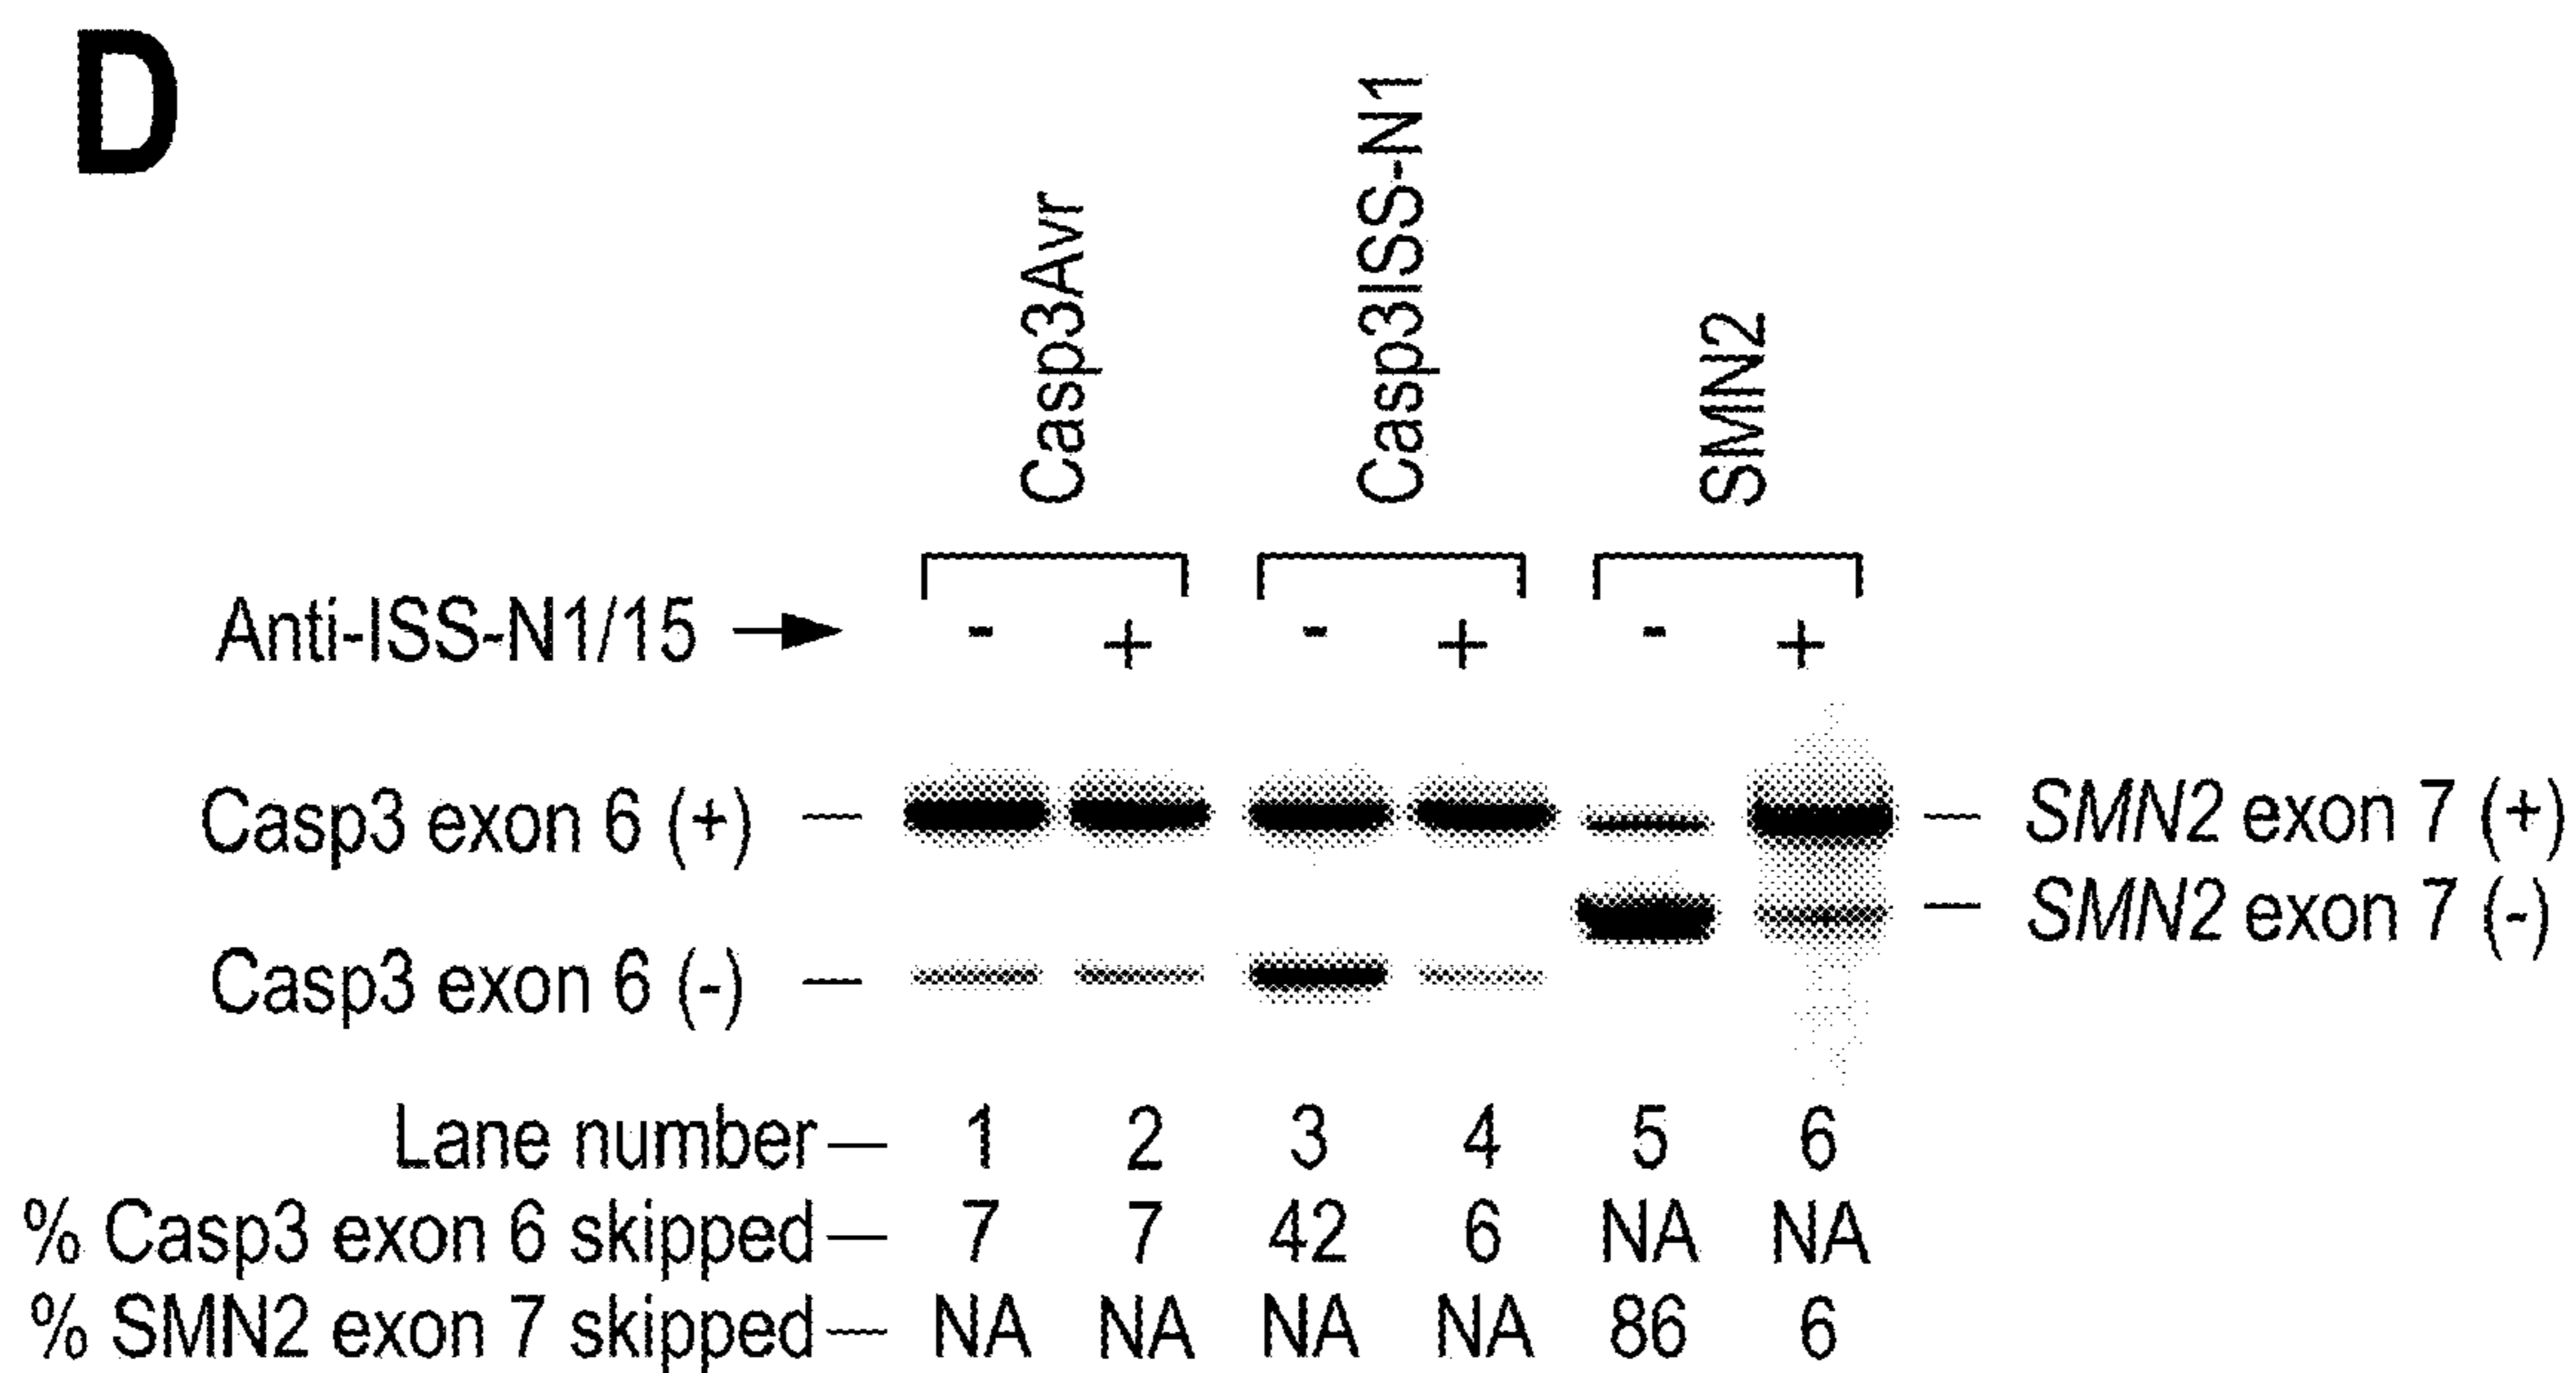 D
Casp3Avr
Casp3ISS-N1
SMN2
Anti-ISS-N1/15 - + - + - +
Casp3 exon 6 (+) — — SMN2 exon 7 (+)
— SMN2 exon 7 (-)
Casp3 exon 6 (-) —
Lane number — 1 2 3 4 5 6
% Casp3 exon 6 skipped — 7 7 42 6 NA NA
% SMN2 exon 7 skipped — NA NA NA NA 86 6